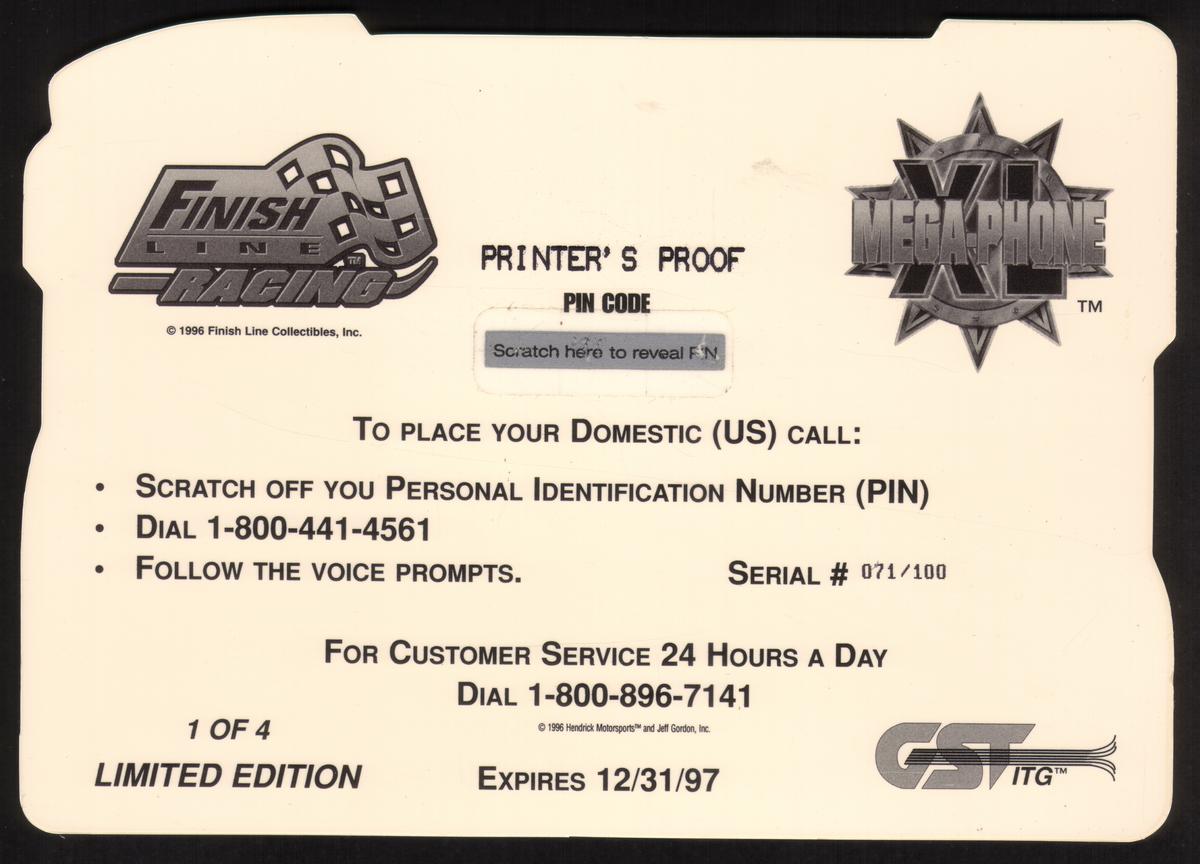 FINISH
LINE
RACING
TM
© 1996 Finish Line Collectibles, Inc.
PRINTER'S PROOF
PIN CODE
Scratch here to reveal PIN
XL
MEGA-PHONE
TM
TO PLACE YOUR DOMESTIC (US) CALL:
• SCRATCH OFF YOU PERSONAL IDENTIFICATION NUMBER (PIN)
• DIAL 1-800-441-4561
• FOLLOW THE VOICE PROMPTS.
SERIAL # 071/100
FOR CUSTOMER SERVICE 24 HOURS A DAY
DIAL 1-800-896-7141
© 1996 Hendrick Motorsports™ and Jeff Gordon, Inc.
1 OF 4
LIMITED EDITION
EXPIRES 12/31/97
GST
ITG™